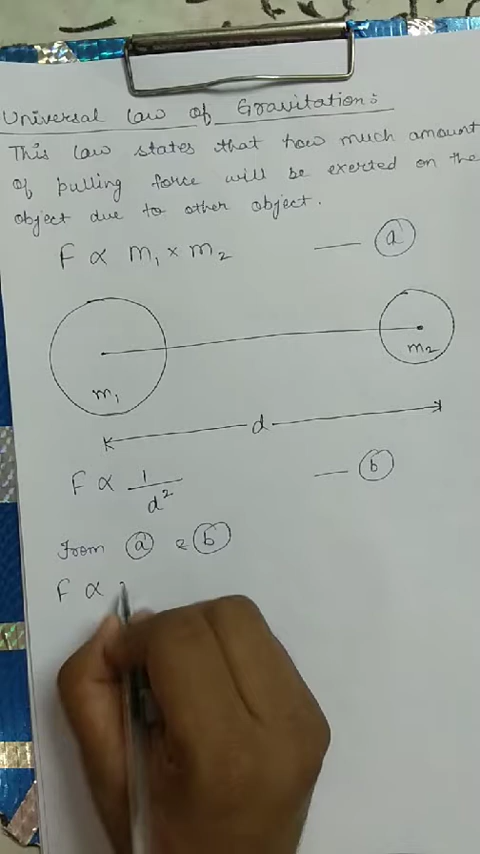 Universal Law of Gravitation:
This law states that how much amount
of pulling force will be exerted on the
object due to other object.
F ∝ m₁ × m₂ — (a)
m₁ m₂
d
F ∝ 1/d² — (b)
From (a) & (b)
F ∝